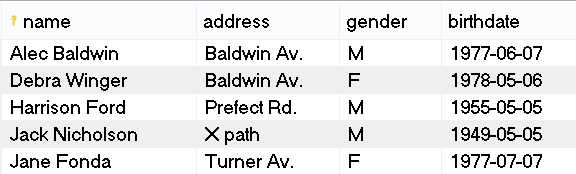 name address gender birthdate
Alec Baldwin Baldwin Av. M 1977-06-07
Debra Winger Baldwin Av. F 1978-05-06
Harrison Ford Prefect Rd. M 1955-05-05
Jack Nicholson X path M 1949-05-05
Jane Fonda Turner Av. F 1977-07-07